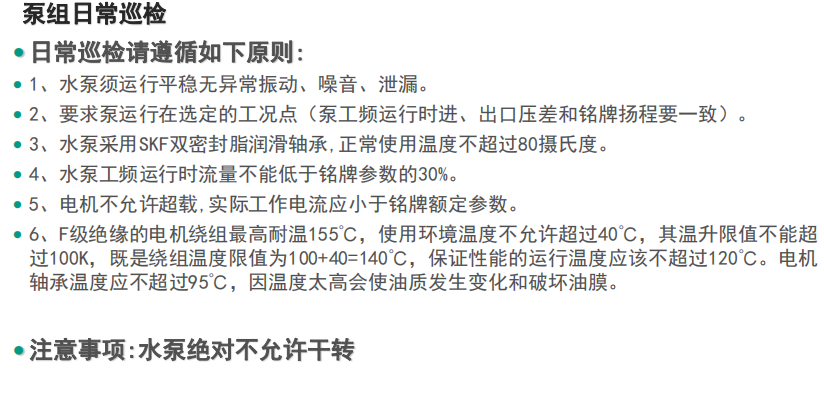 泵组日常巡检
•日常巡检请遵循如下原则:
•1、水泵须运行平稳无异常振动、噪音、泄漏。
•2、要求泵运行在选定的工况点（泵工频运行时进、出口压差和铭牌扬程要一致）。
•3、水泵采用SKF双密封脂润滑轴承,正常使用温度不超过80摄氏度。
•4、水泵工频运行时流量不能低于铭牌参数的30%。
•5、电机不允许超载,实际工作电流应小于铭牌额定参数。
•6、F级绝缘的电机绕组最高耐温155℃，使用环境温度不允许超过40℃，其温升限值不能超
过100K，既是绕组温度限值为100+40=140℃，保证性能的运行温度应该不超过120℃。电机
轴承温度应不超过95℃，因温度太高会使油质发生变化和破坏油膜。
•注意事项:水泵绝对不允许干转